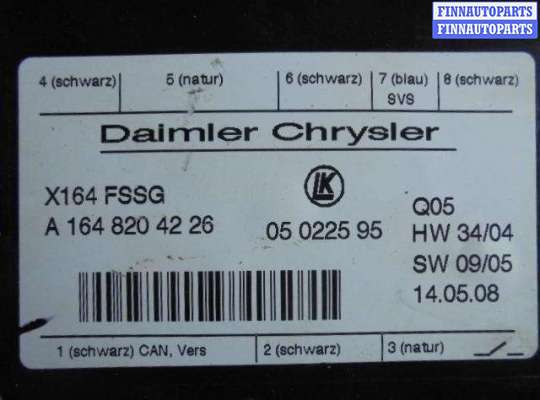 FINNAUTOPARTS
FINNAUTOPARTS
4 (schwarz) 5 (natur) 6 (schwarz) 7 (blau) 8 (schwarz)
SVS
Daimler Chrysler
X164 FSSG
LK
Q05
A 164 820 42 26 05 0225 95 HW 34/04
SW 09/05
14.05.08
1 (schwarz) CAN, Vers 2 (schwarz) 3 (natur)